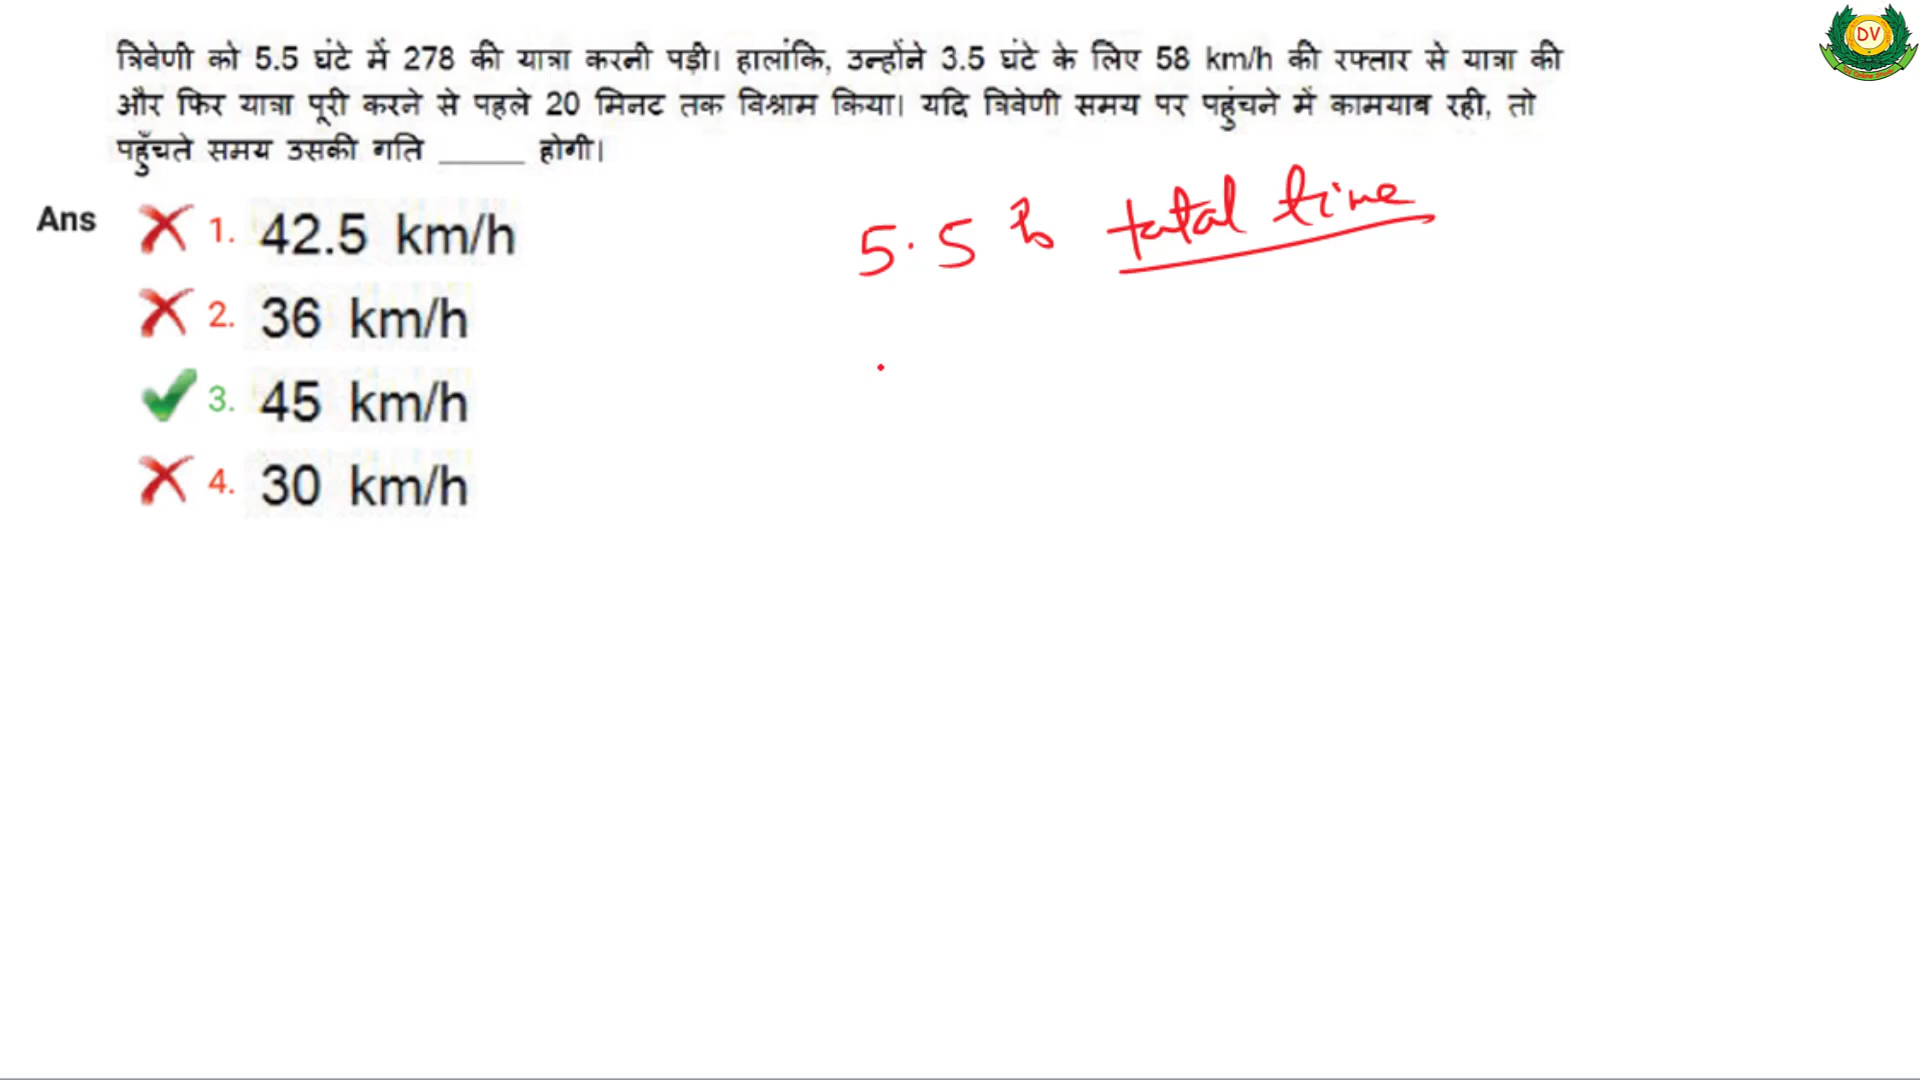 त्रिवेणी को 5.5 घंटे में 278 की यात्रा करनी पड़ी। हालांकि, उन्होंने 3.5 घंटे के लिए 58 km/h की रफ्तार से यात्रा की
और फिर यात्रा पूरी करने से पहले 20 मिनट तक विश्राम किया। यदि त्रिवेणी समय पर पहुंचने में कामयाब रही, तो
पहुँचते समय उसकी गति _____ होगी।
Ans
1. 42.5 km/h
2. 36 km/h
3. 45 km/h
4. 30 km/h
5.5 h total time
DV